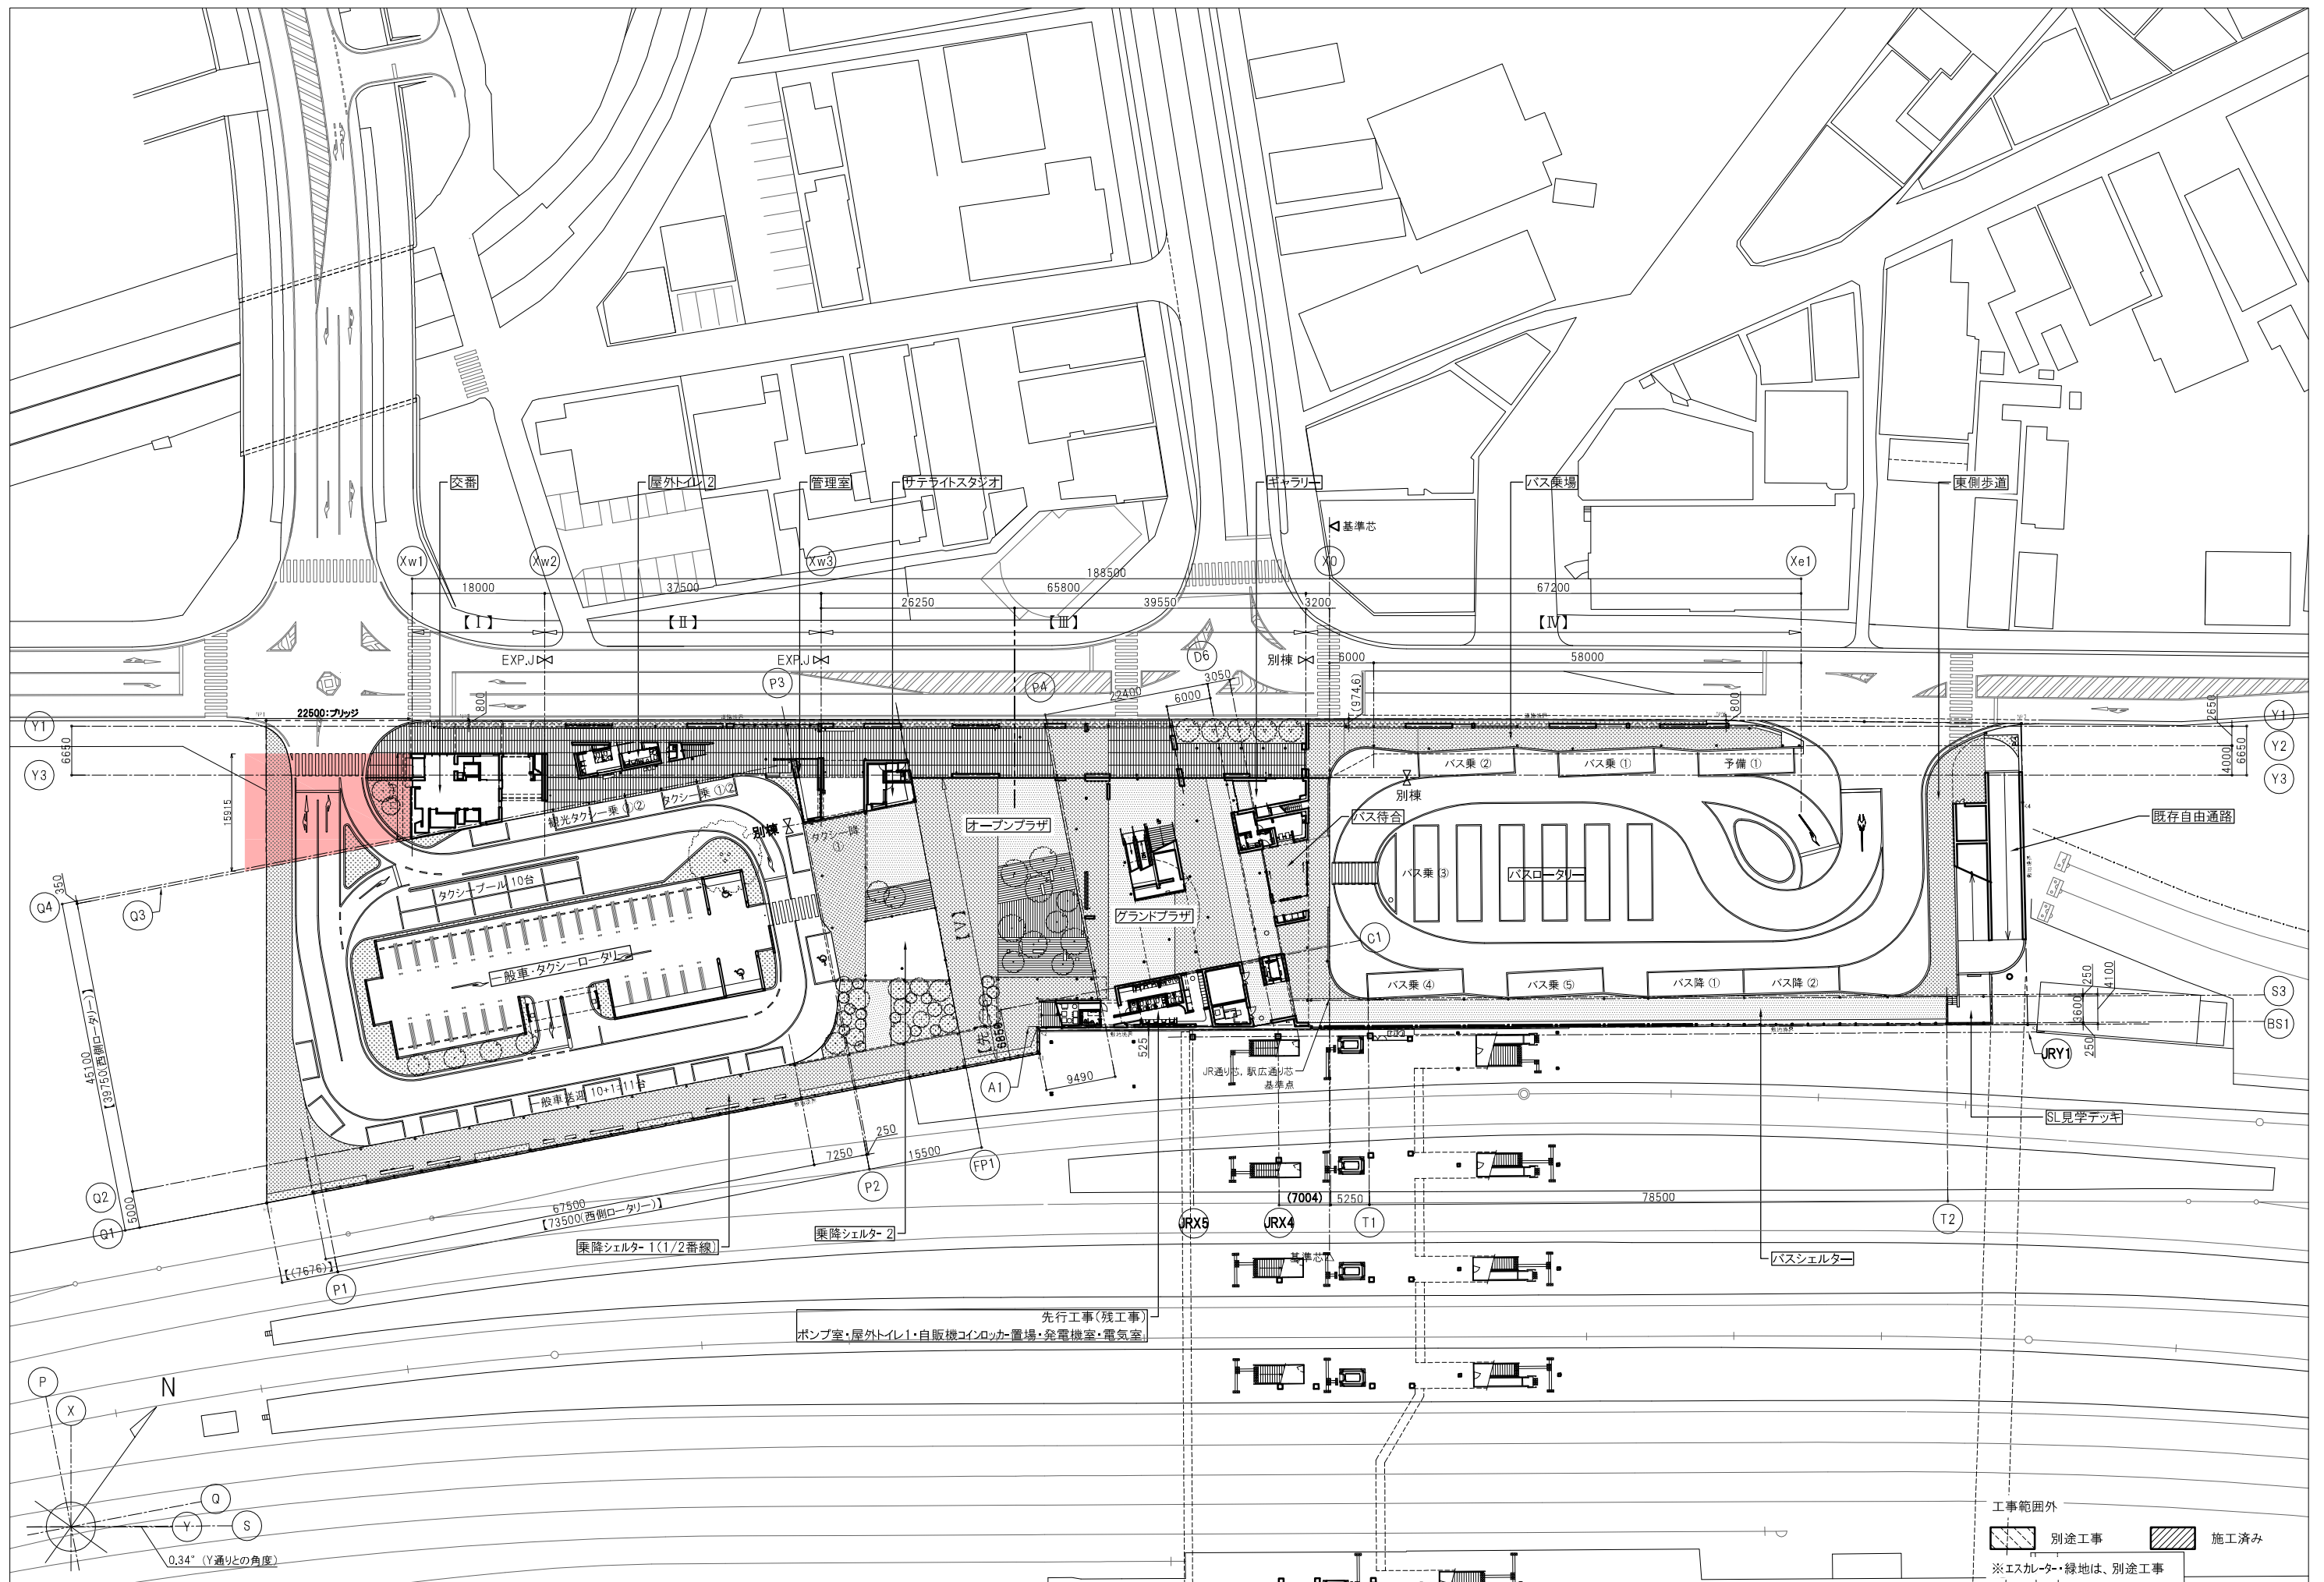 交番
屋外トイレ 2
管理室
サテライトスタジオ
ギャラリー
バス乗場
東側歩道
基準芯
Xw1
Xw2
Xw3
X0
Xe1
188500
18000
37500
65800
67200
26250
39550
3200
【Ⅰ】
【Ⅱ】
【Ⅲ】
【Ⅳ】
EXP.J
EXP.J
別棟
6000
58000
D6
P3
P4
3050
22400
6000
(974.6)
800
800
2650
22500:ブリッジ
Y1
Y3
6650
Y1
Y2
Y3
4000
6650
15915
バス乗 ②
バス乗 ①
予備 ①
別棟
観光タクシー乗 ①②
タクシー乗 ①②
別棟
タクシー降 ①
オープンプラザ
バス待合
既存自由通路
バス乗 ③
バスロータリー
タクシープール 10台
350
Q4
Q3
グランドプラザ
【Ⅴ】
C1
一般車・タクシーロータリー
バス乗 ④
バス乗 ⑤
バス降 ①
バス降 ②
250
4100
3600
250
S3
BS1
JRY1
45100
【39750(西側ロータリー)】
6850
525
JR通り芯、駅広通り芯
基準点
A1
9490
一般車送迎 10+1=11台
SL見学デッキ
250
7250
15500
FP1
P2
Q2
5000
Q1
67500
【73500(西側ロータリー)】
(7004)
5250
78500
JRX5
JRX4
T1
T2
乗降シェルター 2
乗降シェルター 1(1/2番線)
基準芯
バスシェルター
【(7676)】
P1
先行工事(残工事)
ポンプ室・屋外トイレ1・自販機コインロッカー置場・発電機室・電気室
P
X
N
Q
Y
S
0.34° (Y通りとの角度)
工事範囲外
別途工事
施工済み
※エスカレーター・緑地は、別途工事